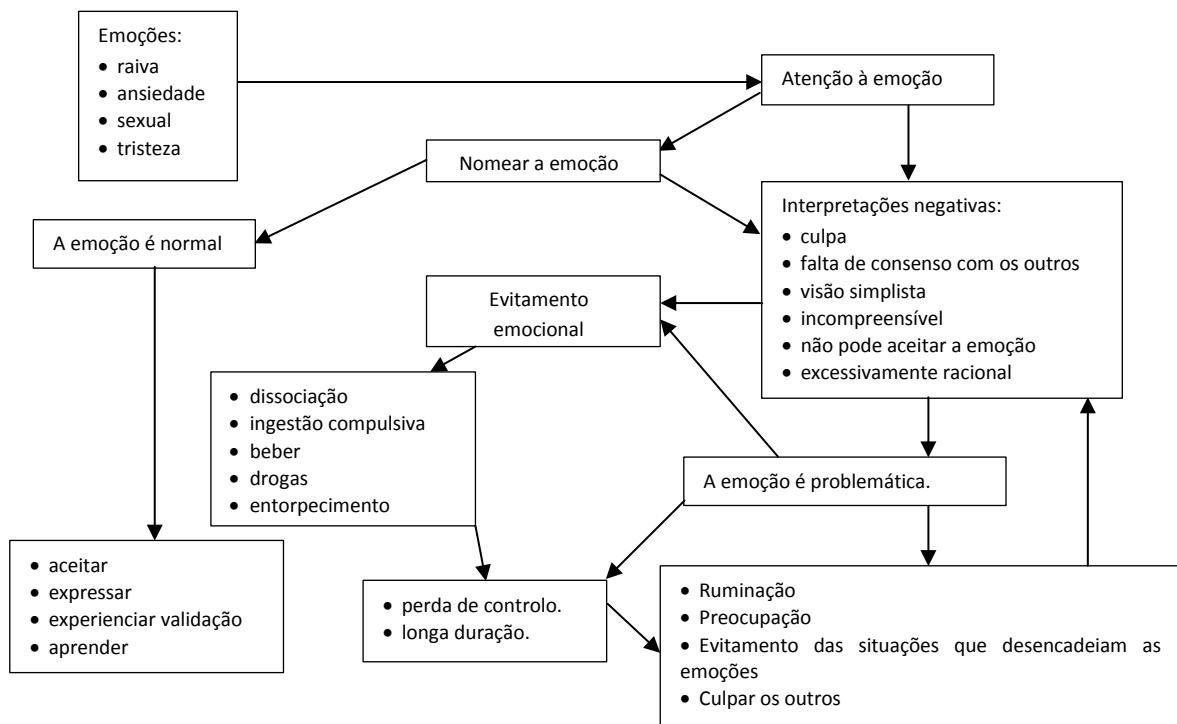 Emoções:
• raiva
• ansiedade
• sexual
• tristeza
Atenção à emoção
Nomear a emoção
A emoção é normal
Interpretações negativas:
• culpa
• falta de consenso com os outros
• visão simplista
• incompreensível
• não pode aceitar a emoção
• excessivamente racional
Evitamento
emocional
• dissociação
• ingestão compulsiva
• beber
• drogas
• entorpecimento
A emoção é problemática.
• aceitar
• expressar
• experienciar validação
• aprender
• perda de controlo.
• longa duração.
• Ruminação
• Preocupação
• Evitamento das situações que desencadeiam as
emoções
• Culpar os outros